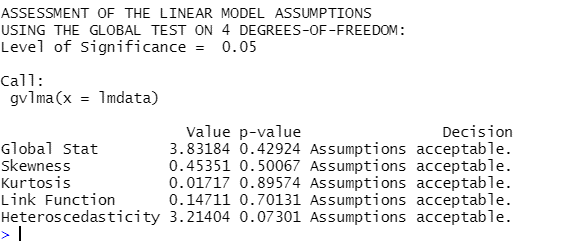 ASSESSMENT OF THE LINEAR MODEL ASSUMPTIONS
USING THE GLOBAL TEST ON 4 DEGREES-OF-FREEDOM:
Level of Significance =  0.05
Call:
 gvlma(x = lmdata)
                    Value p-value                Decision
Global Stat        3.83184 0.42924 Assumptions acceptable.
Skewness           0.45351 0.50067 Assumptions acceptable.
Kurtosis           0.01717 0.89574 Assumptions acceptable.
Link Function      0.14711 0.70131 Assumptions acceptable.
Heteroscedasticity 3.21404 0.07301 Assumptions acceptable.
>